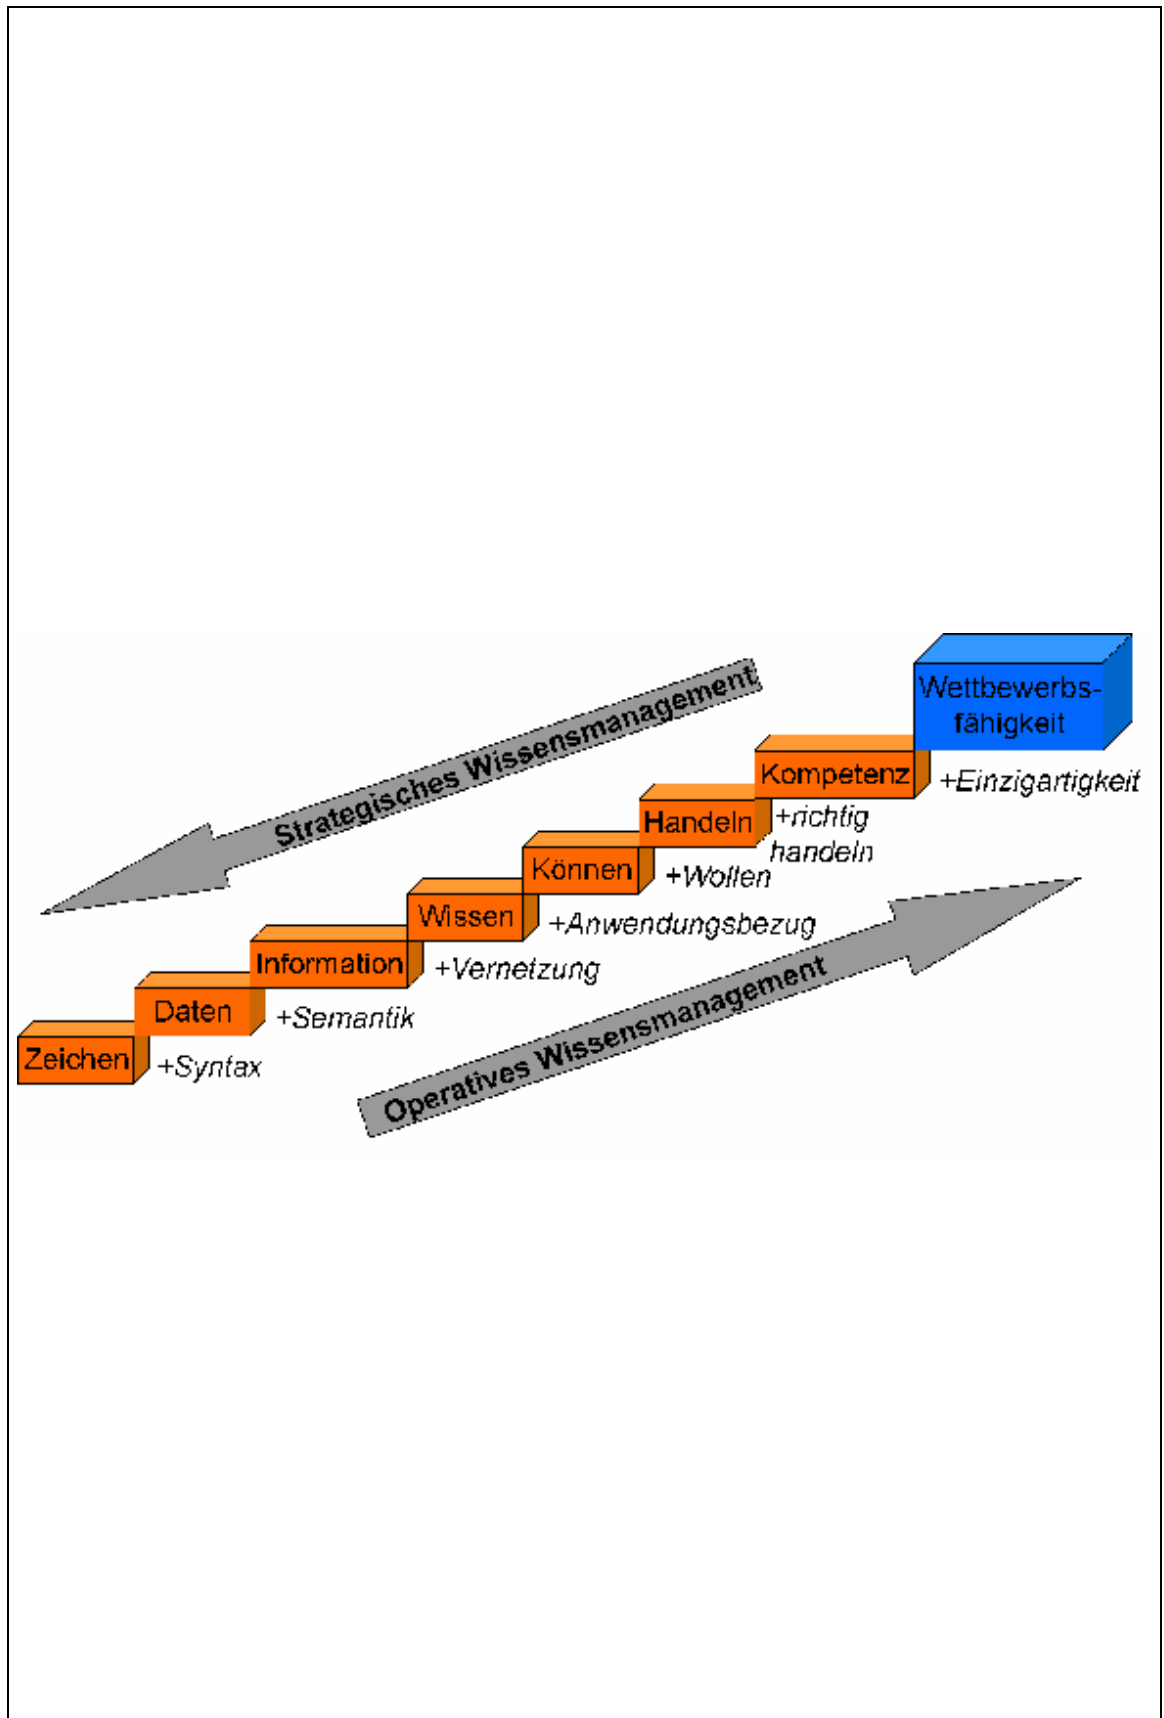 Wettbewerbs-
fähigkeit
Strategisches Wissensmanagement
Kompetenz
+Einzigartigkeit
Handeln
+richtig
handeln
Können
+Wollen
Wissen
+Anwendungsbezug
Information
+Vernetzung
Daten
+Semantik
Zeichen
+Syntax
Operatives Wissensmanagement